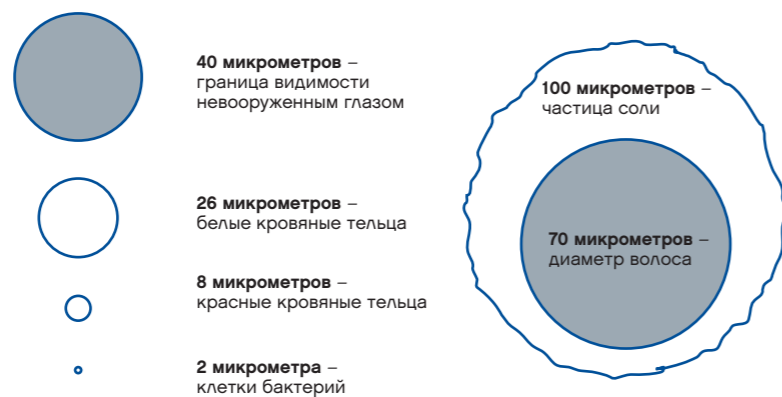 40 микрометров –
граница видимости
невооруженным глазом
26 микрометров –
белые кровяные тельца
8 микрометров –
красные кровяные тельца
2 микрометра –
клетки бактерий
100 микрометров –
частица соли
70 микрометров –
диаметр волоса